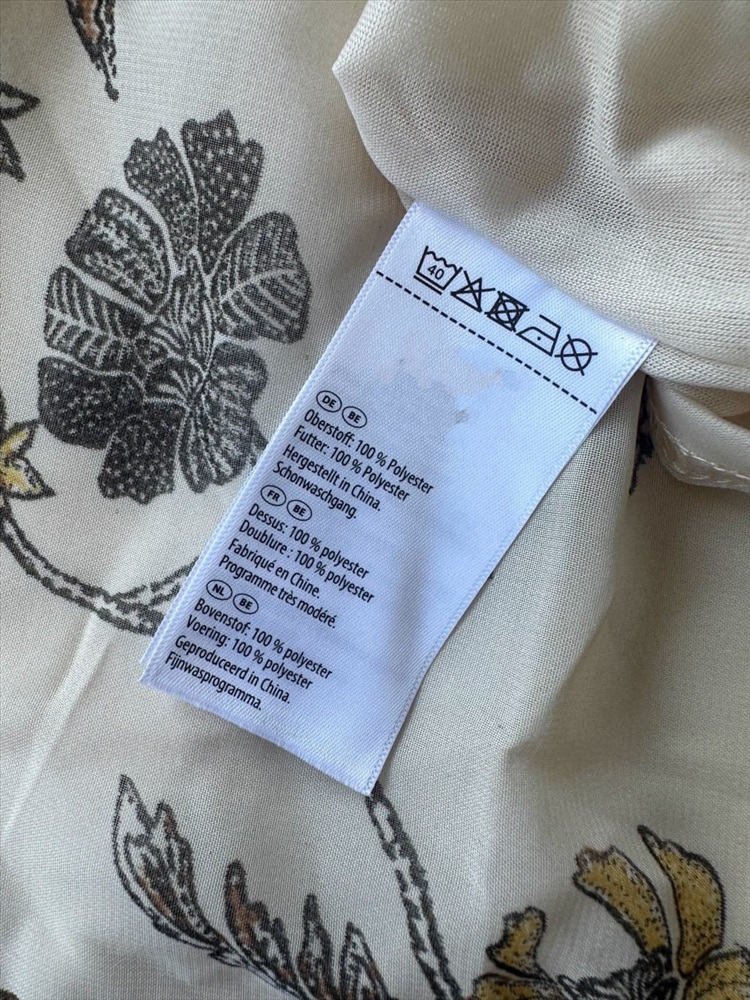 40
DE BE
Oberstoff: 100 % Polyester
Futter: 100 % Polyester
Hergestellt in China.
Schonwaschgang.
FR BE
Dessus: 100 % polyester
Doublure : 100 % polyester
Fabriqué en Chine.
Programme très modéré.
NL BE
Bovenstof: 100 % polyester
Voering: 100 % polyester
Geproduceerd in China.
Fijnwasprogramma.